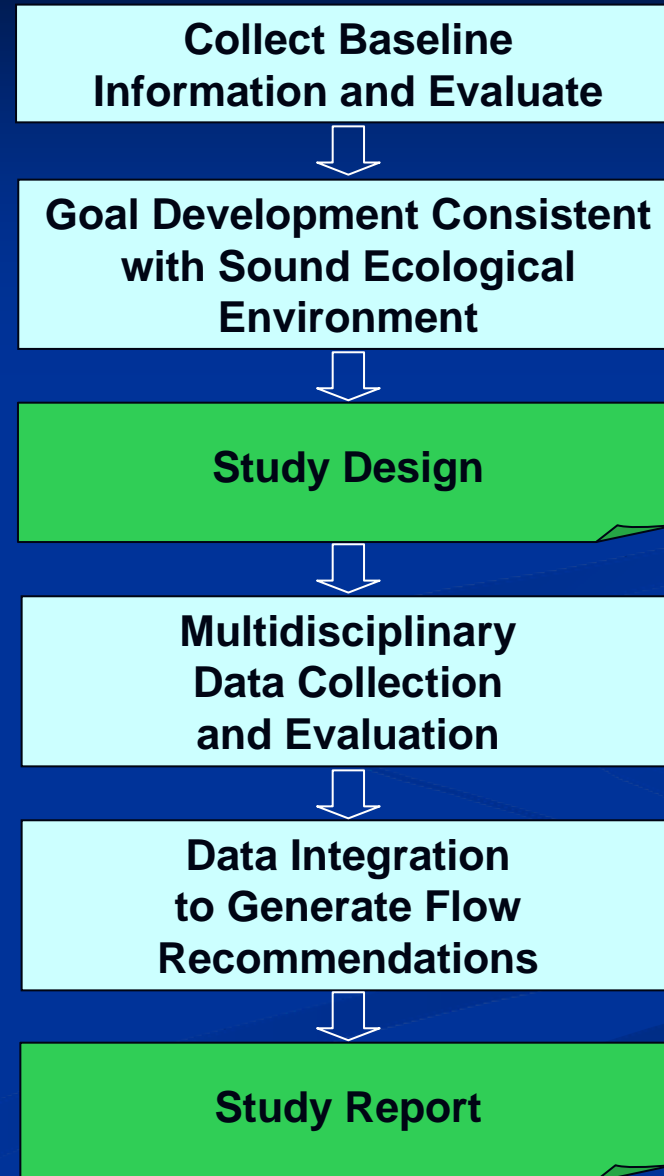 Collect Baseline
Information and Evaluate
Goal Development Consistent
with Sound Ecological
Environment
Study Design
Multidisciplinary
Data Collection
and Evaluation
Data Integration
to Generate Flow
Recommendations
Study Report